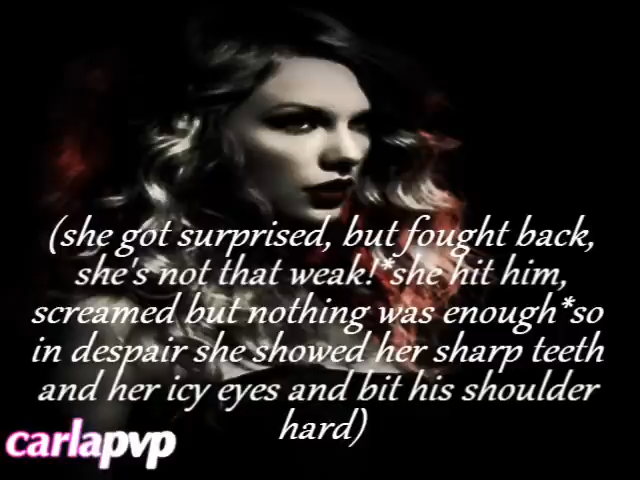 (she got surprised, but fought back,
she's not that weak!*she hit him,
screamed but nothing was enough*so
in despair she showed her sharp teeth
and her icy eyes and bit his shoulder
hard)
carlapvp